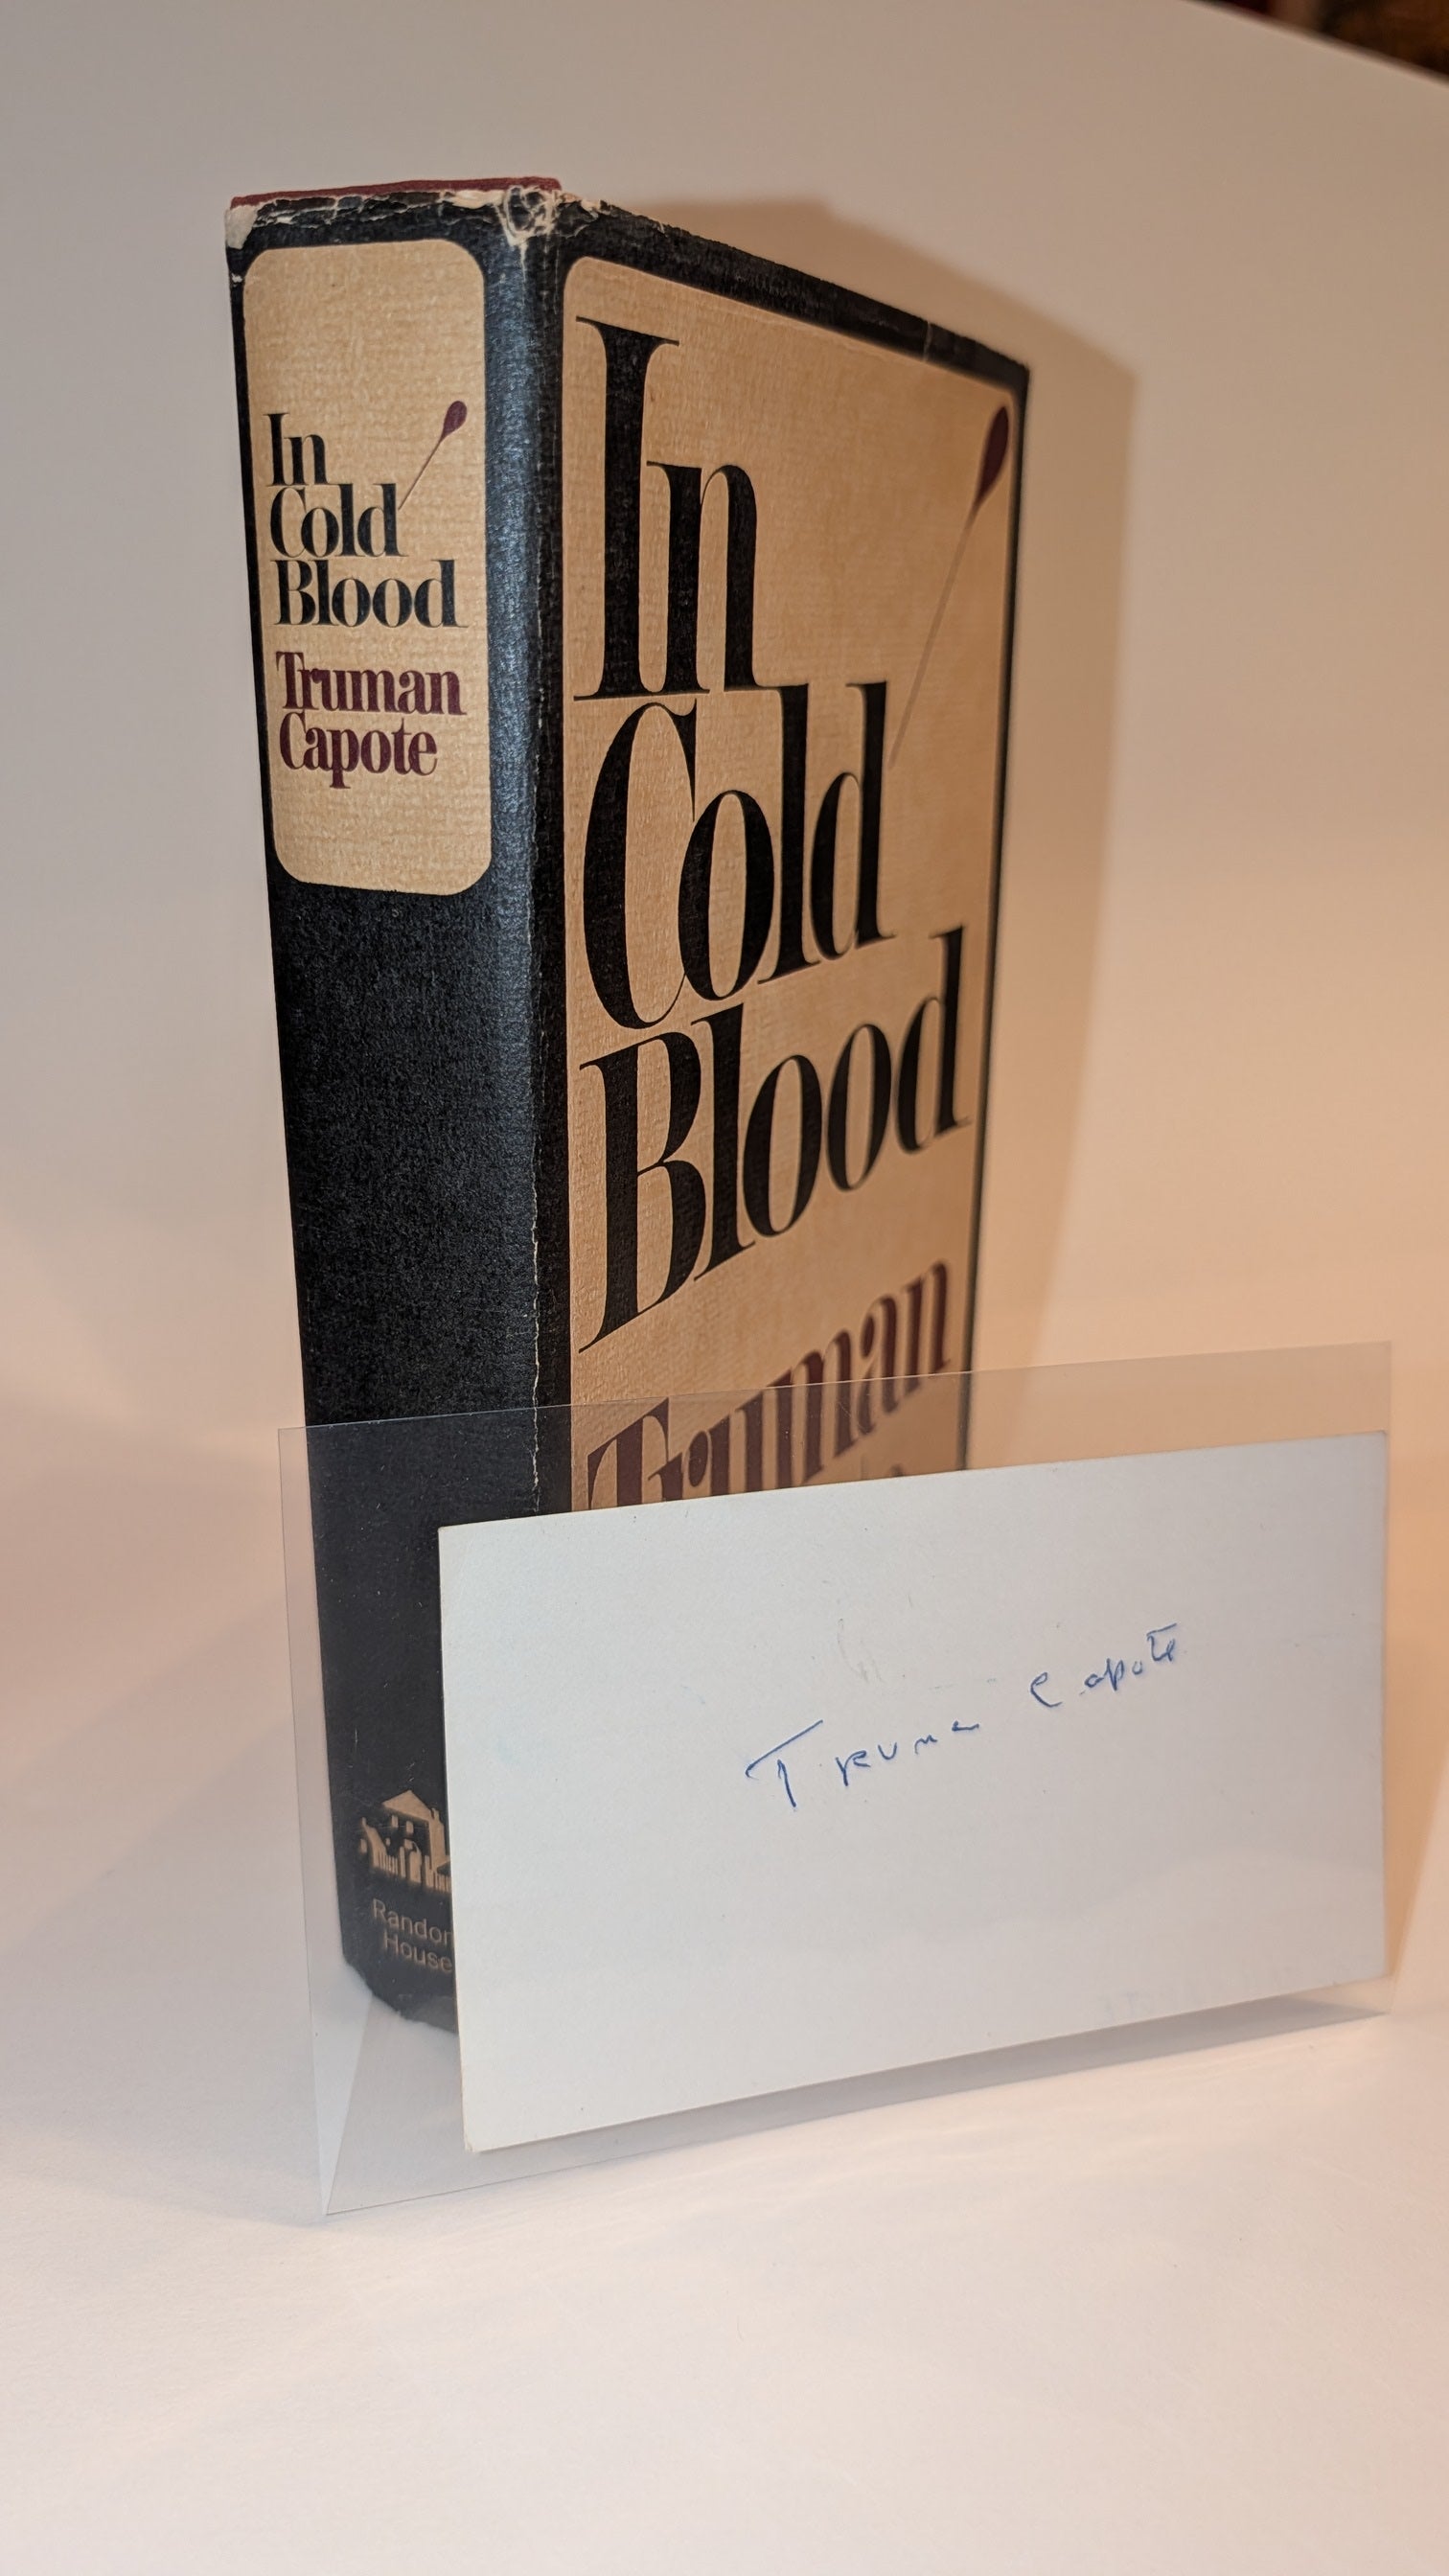 In
Cold
Blood
Truman
Capote
In
Cold
Blood
Truman
Random
House
Truman Capote